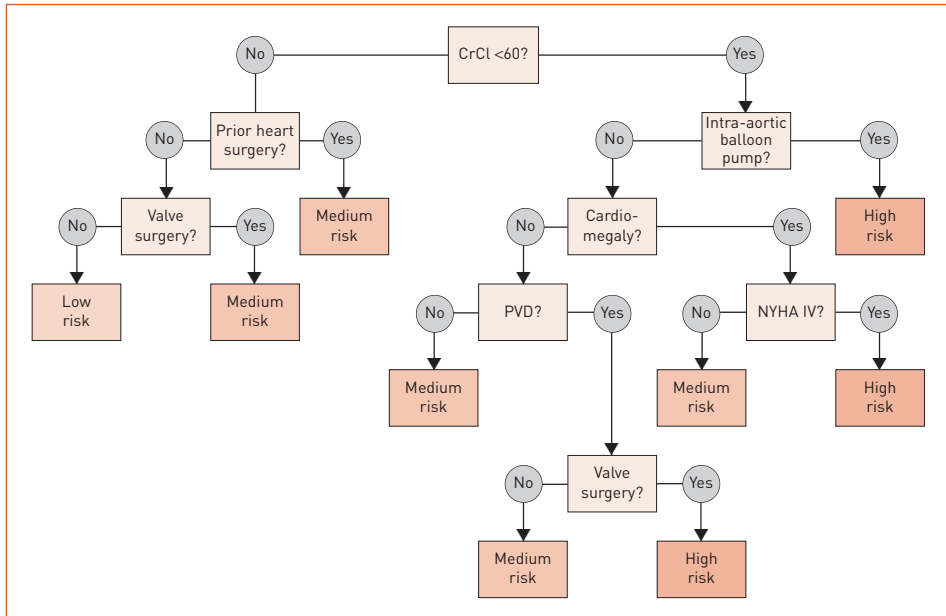 CrCl <60?
No
Yes
Prior heart
surgery?
No
Yes
Intra-aortic
balloon
pump?
No
Yes
Valve
surgery?
No
Yes
Medium
risk
Cardio-
megaly?
No
Yes
High
risk
Low
risk
Medium
risk
PVD?
No
Yes
NYHA IV?
No
Yes
Medium
risk
Medium
risk
High
risk
Valve
surgery?
No
Yes
Medium
risk
High
risk